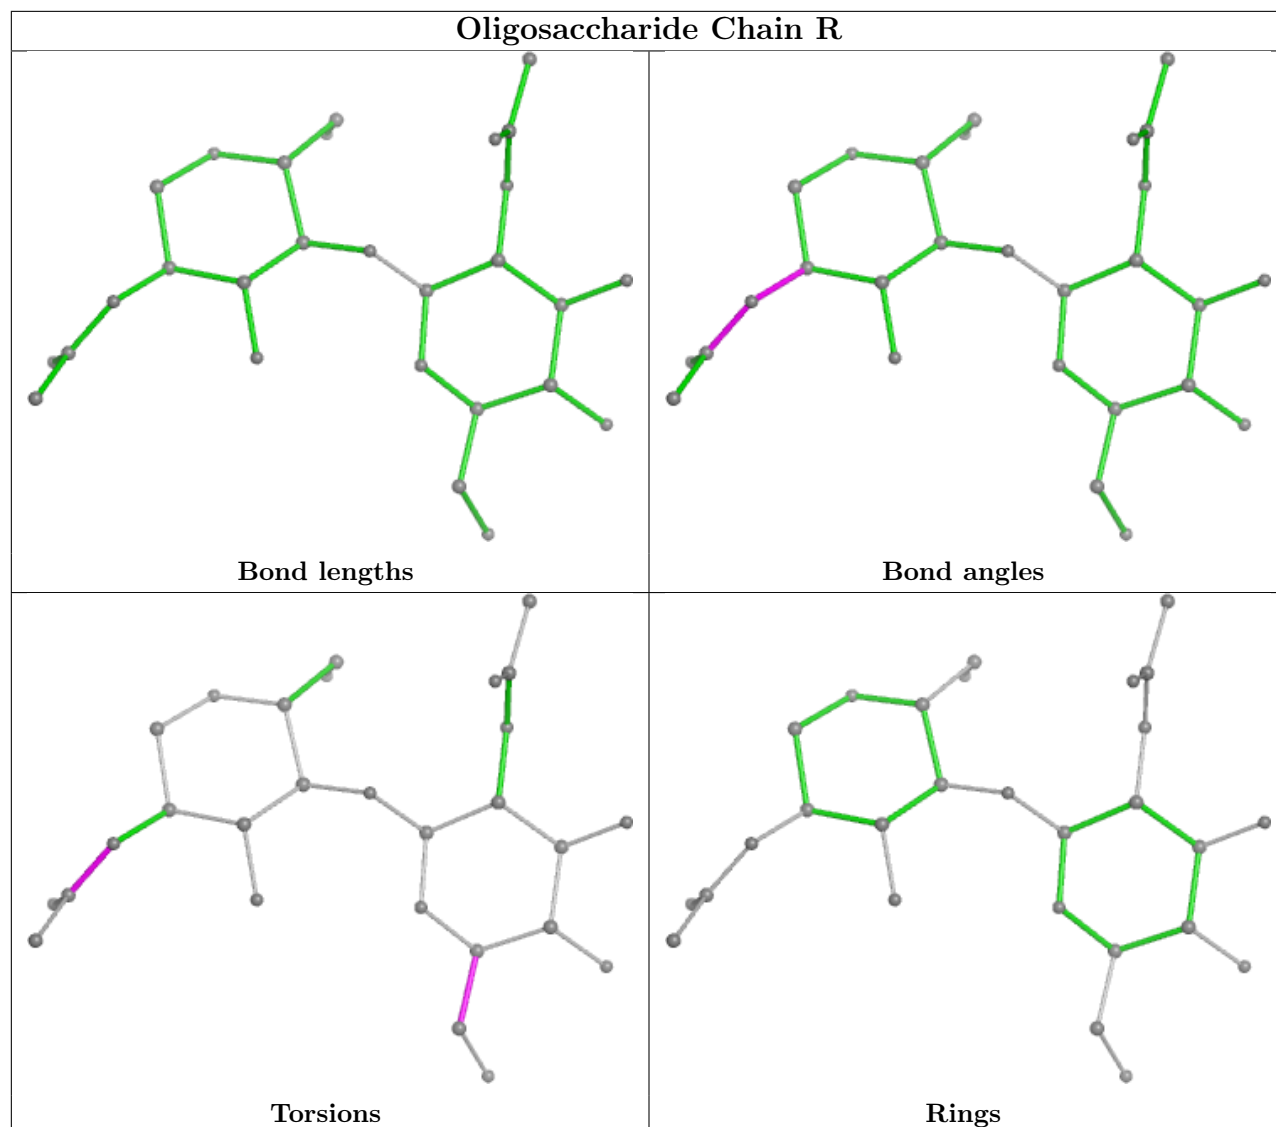 Oligosaccharide Chain R
Bond lengths
Bond angles
Torsions
Rings